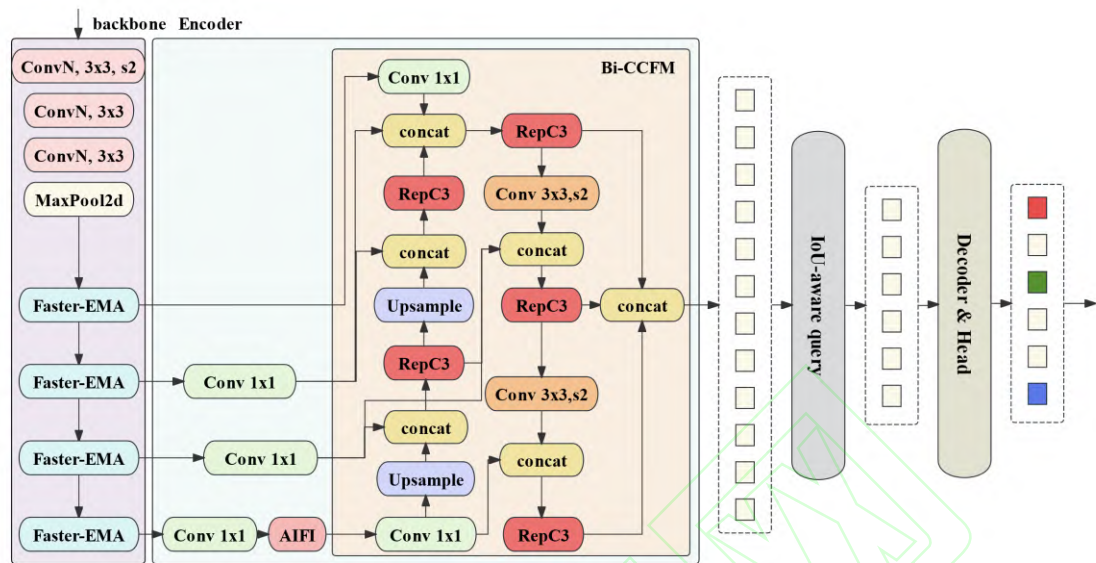 backbone Encoder
ConvN, 3x3, s2
ConvN, 3x3
ConvN, 3x3
MaxPool2d
Faster-EMA
Faster-EMA
Faster-EMA
Faster-EMA
Conv 1x1
Conv 1x1
Conv 1x1
AIFI
Bi-CCFM
Conv 1x1
concat
RepC3
concat
Upsample
RepC3
concat
Upsample
Conv 1x1
RepC3
Conv 3x3,s2
concat
RepC3
Conv 3x3,s2
concat
RepC3
concat
IoU-aware query
Decoder & Head